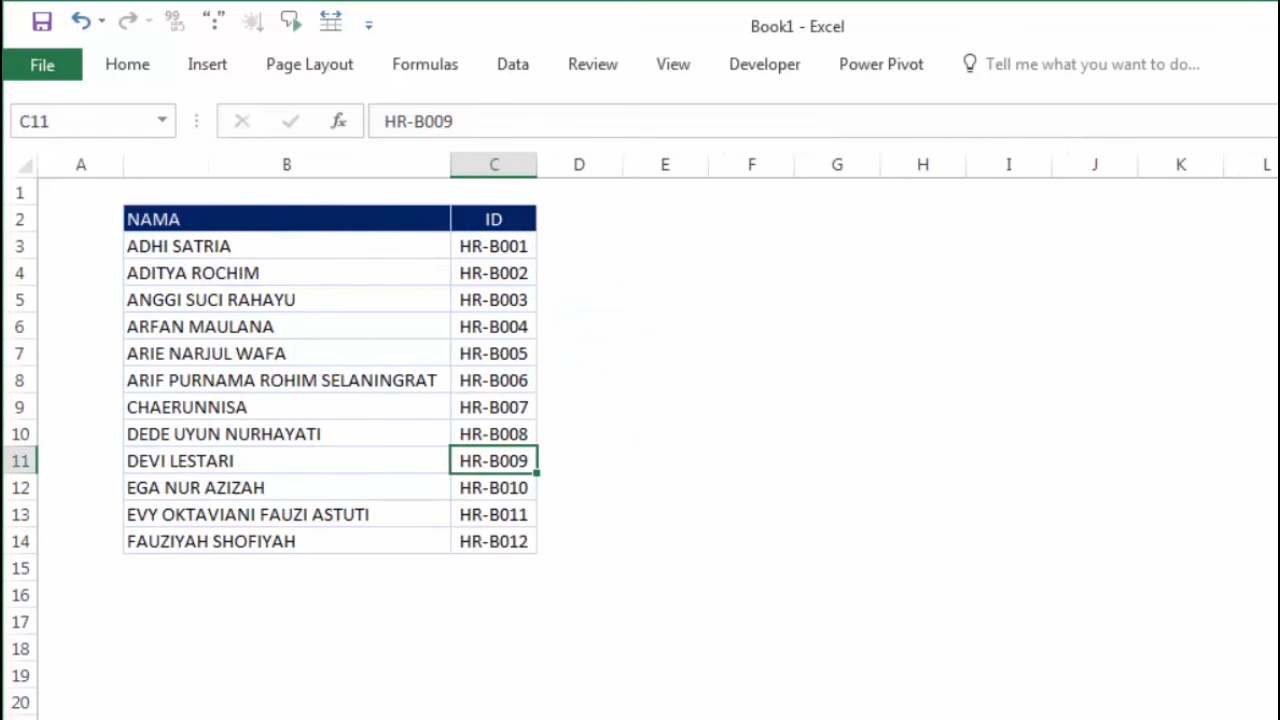 Book1 - Excel
File Home Insert Page Layout Formulas Data Review View Developer Power Pivot Tell me what you want to do...
C11 fx HR-B009
A B C D E F G H I J K L
1
2 NAMA ID
3 ADHI SATRIA HR-B001
4 ADITYA ROCHIM HR-B002
5 ANGGI SUCI RAHAYU HR-B003
6 ARFAN MAULANA HR-B004
7 ARIE NARJUL WAFA HR-B005
8 ARIF PURNAMA ROHIM SELANINGRAT HR-B006
9 CHAERUNNISA HR-B007
10 DEDE UYUN NURHAYATI HR-B008
11 DEVI LESTARI HR-B009
12 EGA NUR AZIZAH HR-B010
13 EVY OKTAVIANI FAUZI ASTUTI HR-B011
14 FAUZIYAH SHOFIYAH HR-B012
15
16
17
18
19
20